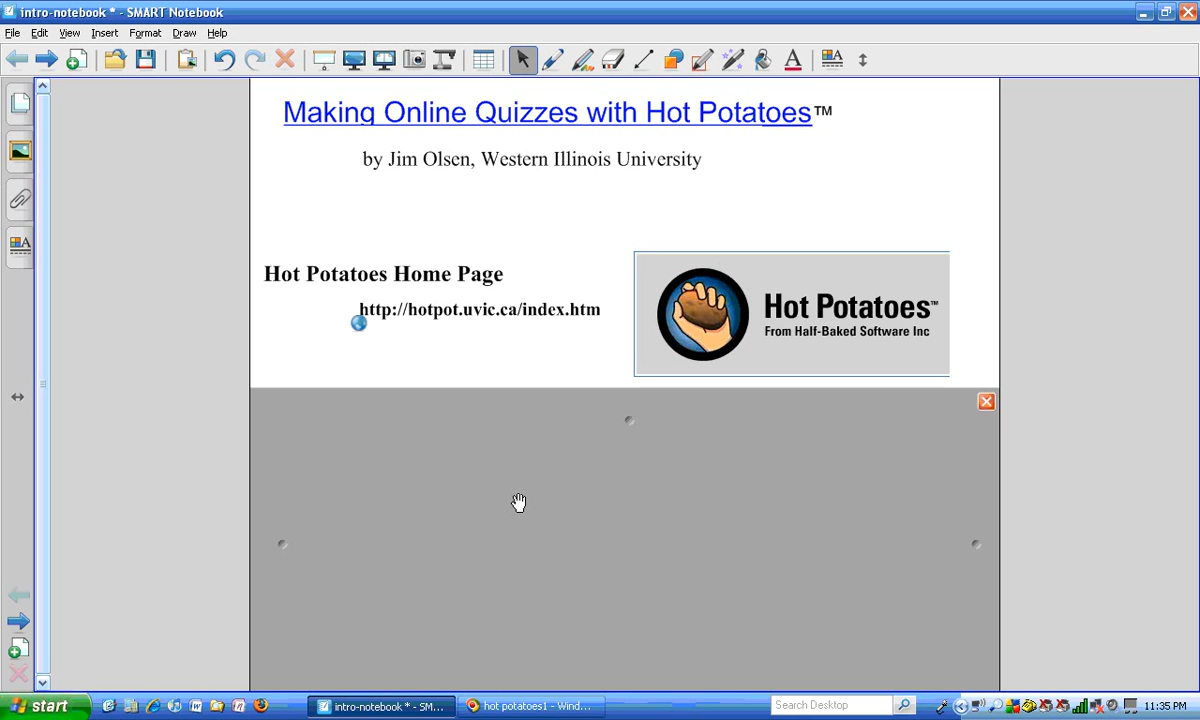 intro-notebook * - SMART Notebook
File Edit View Insert Format Draw Help
Making Online Quizzes with Hot Potatoes™
by Jim Olsen, Western Illinois University
Hot Potatoes Home Page
http://hotpot.uvic.ca/index.htm
Hot Potatoes™
From Half-Baked Software Inc
start
intro-notebook * - SM...
hot potatoes1 - Wind...
Search Desktop
11:35 PM